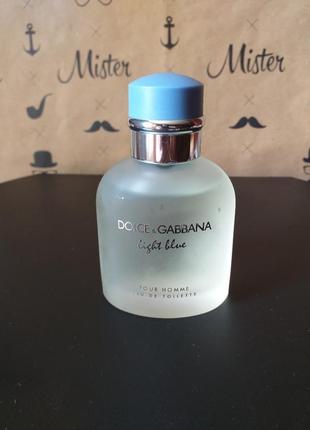 Mister
Mister
DOLCE & GABBANA
light blue
POUR HOMME
EAU DE TOILETTE